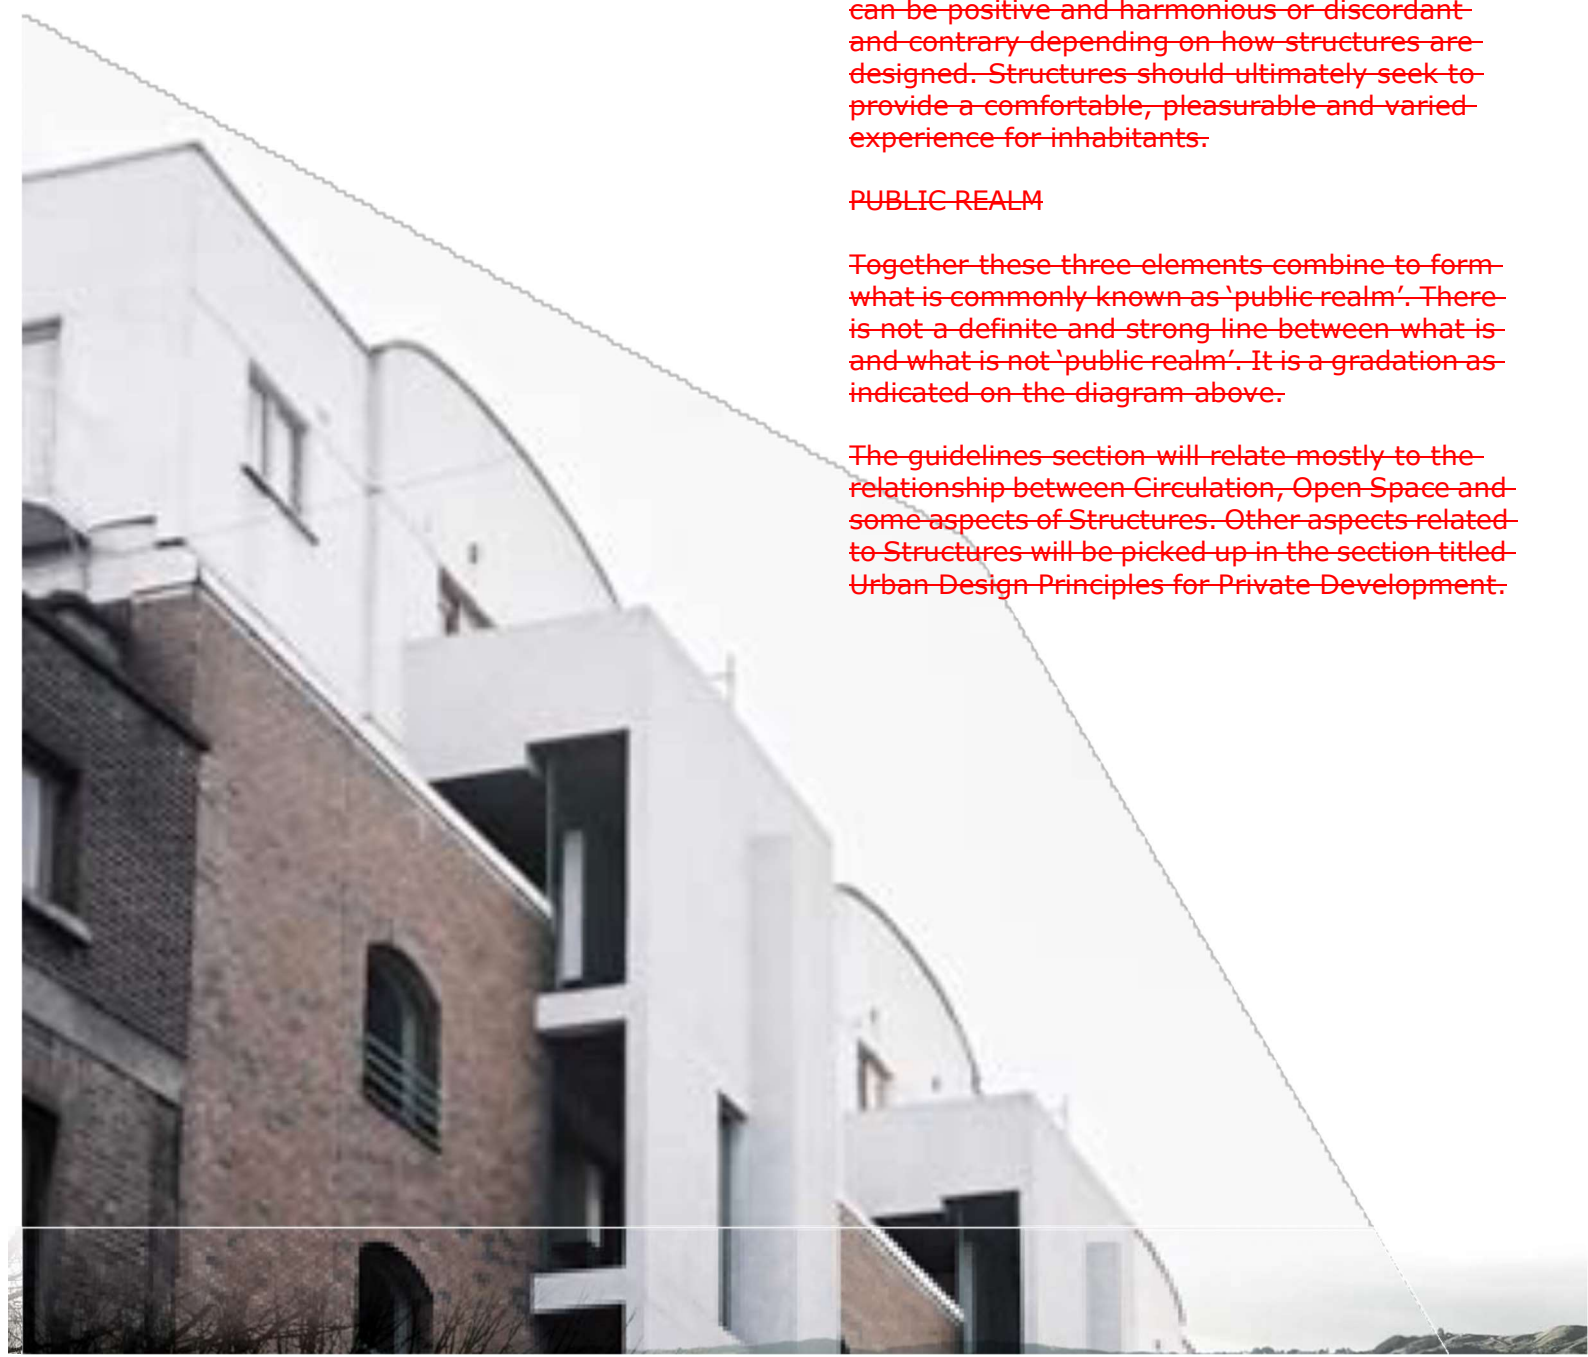 can be positive and harmonious or discordant
and contrary depending on how structures are
designed. Structures should ultimately seek to
provide a comfortable, pleasurable and varied
experience for inhabitants.
PUBLIC REALM
Together these three elements combine to form
what is commonly known as ‘public realm’. There
is not a definite and strong line between what is
and what is not ‘public realm’. It is a gradation as
indicated on the diagram above.
The guidelines section will relate mostly to the
relationship between Circulation, Open Space and
some aspects of Structures. Other aspects related
to Structures will be picked up in the section titled
Urban Design Principles for Private Development.